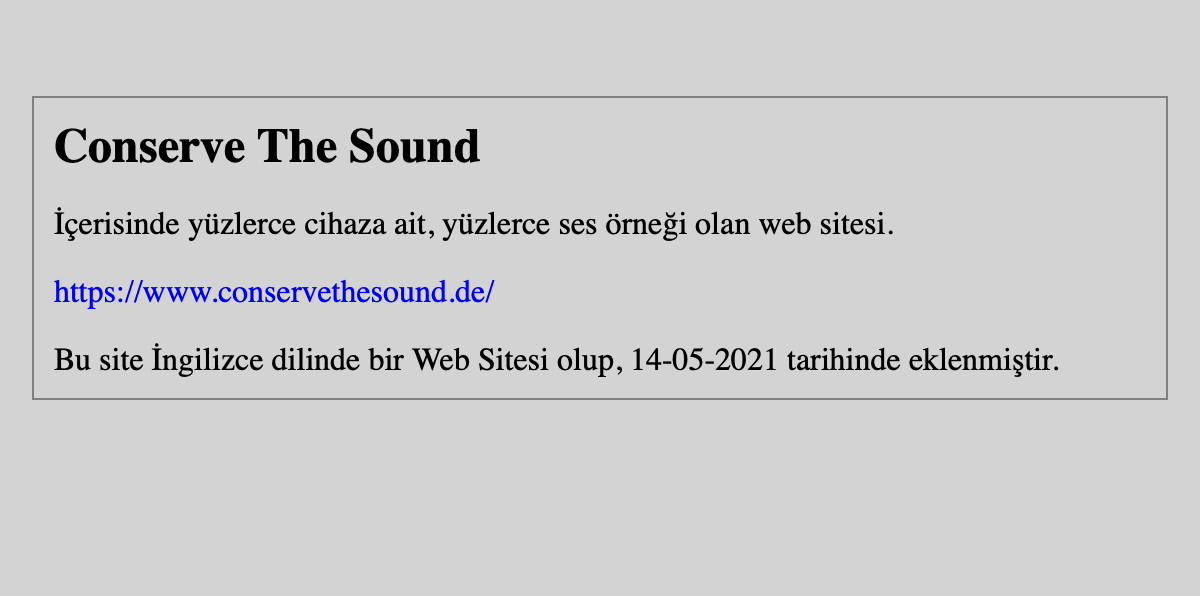 Conserve The Sound
İçerisinde yüzlerce cihaza ait, yüzlerce ses örneği olan web sitesi.
https://www.conservethesound.de/
Bu site İngilizce dilinde bir Web Sitesi olup, 14-05-2021 tarihinde eklenmiştir.